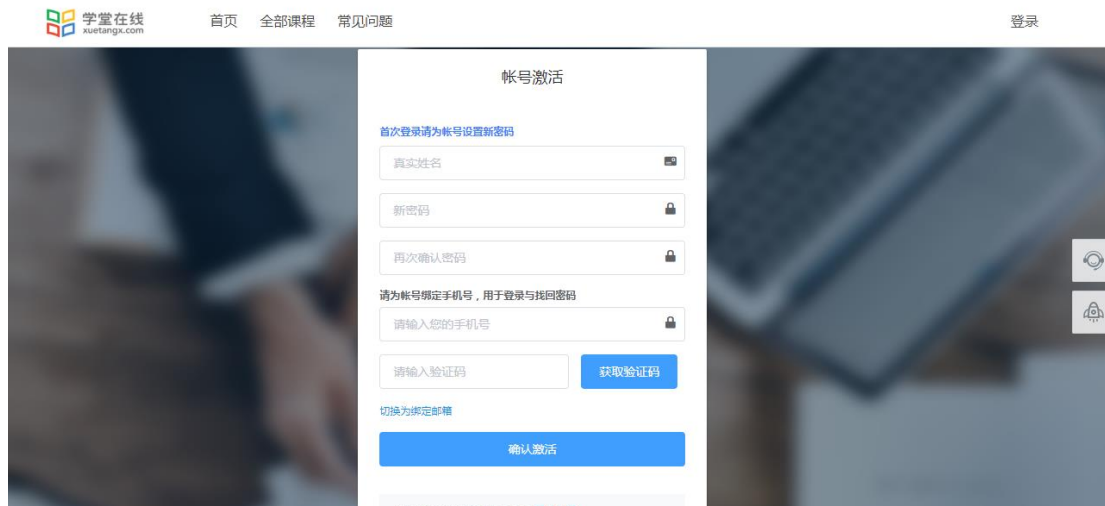 学堂在线
xuetangx.com
首页 全部课程 常见问题
登录
帐号激活
首次登录请为帐号设置新密码
真实姓名
新密码
再次确认密码
请为帐号绑定手机号，用于登录与找回密码
请输入您的手机号
请输入验证码 获取验证码
切换为绑定邮箱
确认激活